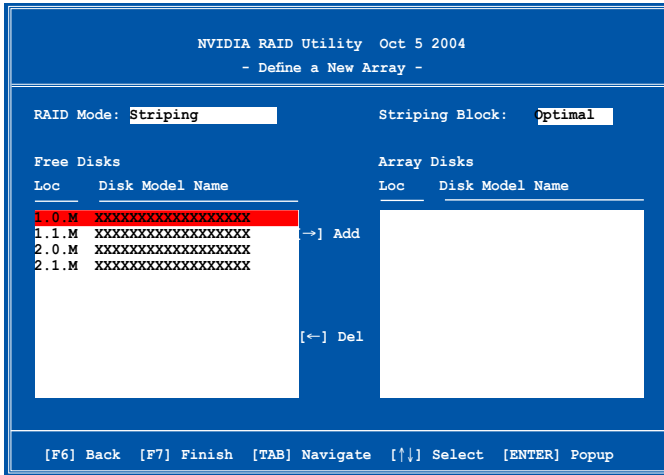 NVIDIA RAID Utility  Oct 5 2004
- Define a New Array -
RAID Mode: Striping
Striping Block: Optimal
Free Disks
Array Disks
Loc Disk Model Name
Loc Disk Model Name
1.0.M XXXXXXXXXXXXXXXXXX
1.1.M XXXXXXXXXXXXXXXXXX
2.0.M XXXXXXXXXXXXXXXXXX
2.1.M XXXXXXXXXXXXXXXXXX
[→] Add
[←] Del
[F6] Back [F7] Finish [TAB] Navigate [↑↓] Select [ENTER] Popup